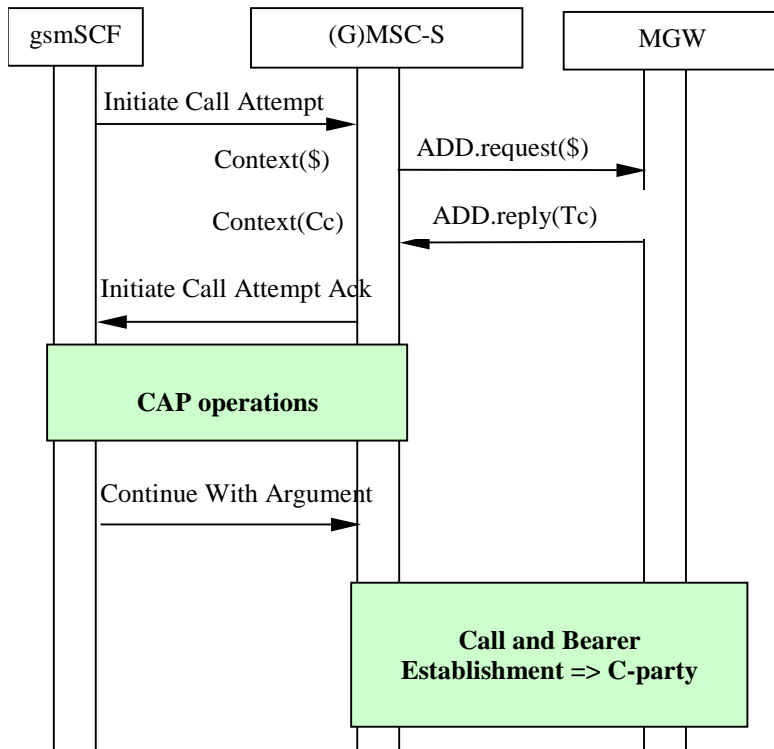 gsmSCF
(G)MSC-S
MGW
Initiate Call Attempt
Context($)
ADD.request($)
Context(Cc)
ADD.reply(Tc)
Initiate Call Attempt Ack
CAP operations
Continue With Argument
Call and Bearer
Establishment => C-party